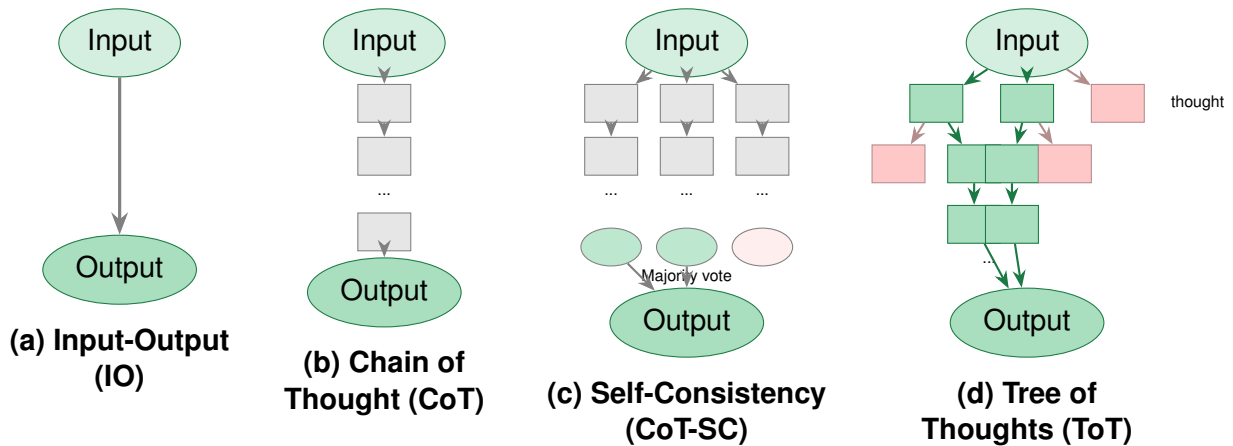 Input
Output
(a) Input-Output
(IO)
Input
...
Output
(b) Chain of
Thought (CoT)
Input
... ... ...
Majority vote
Output
(c) Self-Consistency
(CoT-SC)
Input
thought
...
Output
(d) Tree of
Thoughts (ToT)